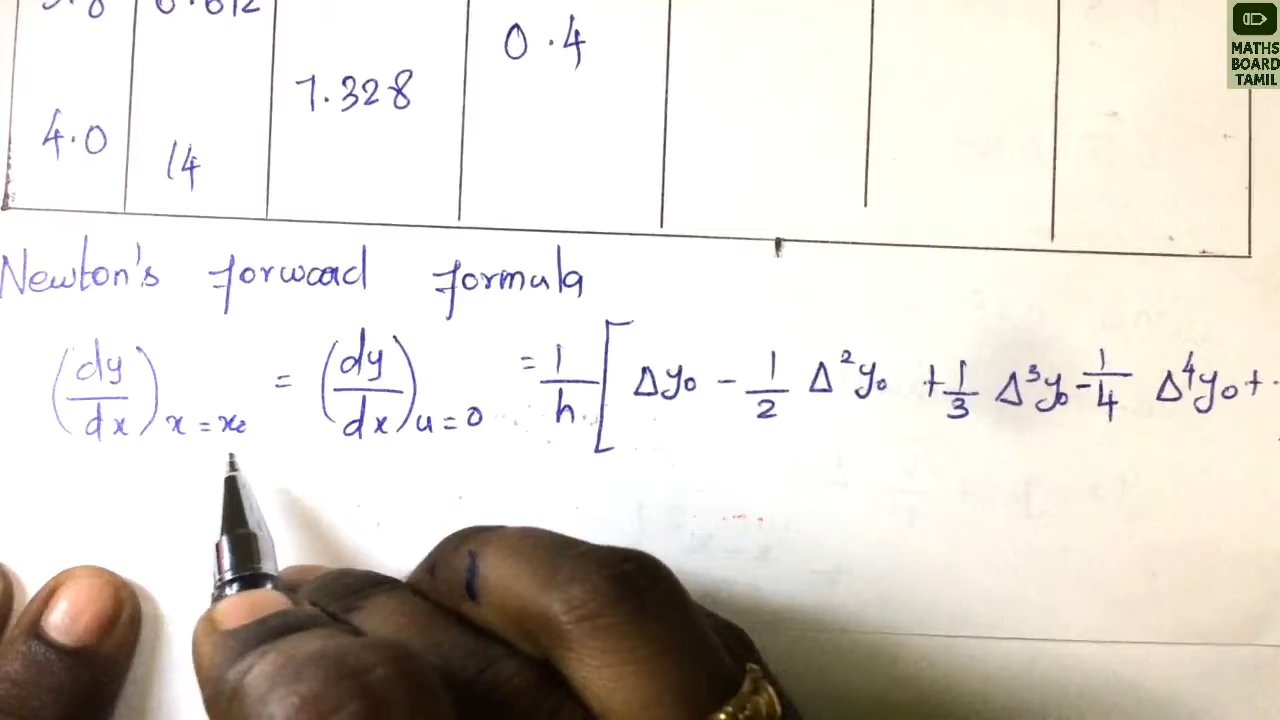 0.4
7.328
4.0 14
Newton's forward formula
(dy/dx)x=x₀ = (dy/dx)u=0 = 1/h [Δy₀ - 1/2 Δ²y₀ + 1/3 Δ³y₀ - 1/4 Δ⁴y₀ + .
MATHS
BOARD
TAMIL